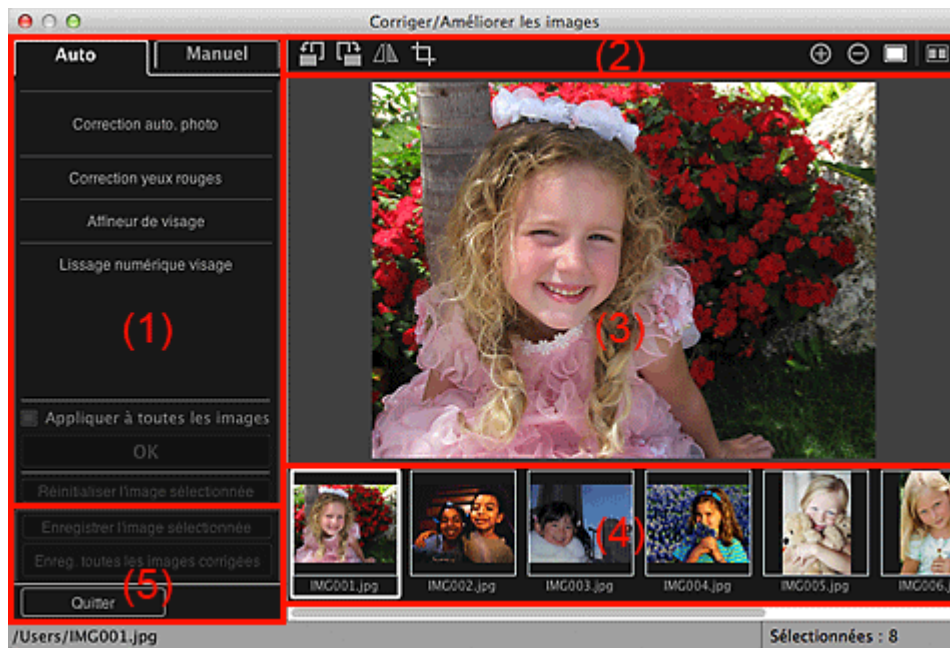 Corriger/Améliorer les images
Auto
Manuel
(2)
Correction auto. photo
Correction yeux rouges
Affineur de visage
Lissage numérique visage
(1)
(3)
Appliquer à toutes les images
OK
Réinitialiser l'image sélectionnée
Enregistrer l'image sélectionnée
Enreg. toutes les images corrigées
(5)
Quitter
(4)
IMG001.jpg
IMG002.jpg
IMG003.jpg
IMG004.jpg
IMG005.jpg
IMG006.j
/Users/IMG001.jpg
Sélectionnées : 8